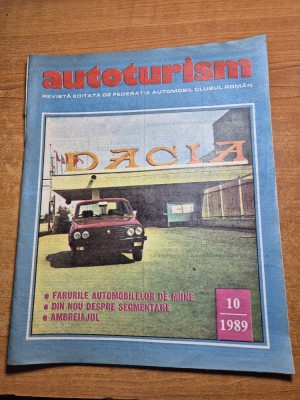 autoturism
REVISTĂ EDITATĂ DE FEDERAȚIA AUTOMOBIL CLUBUL ROMÂN
DACIA
• FARURILE AUTOMOBILELOR DE MÎINE
• DIN NOU DESPRE SEGMENTARE
• AMBREIAJUL
10
1989